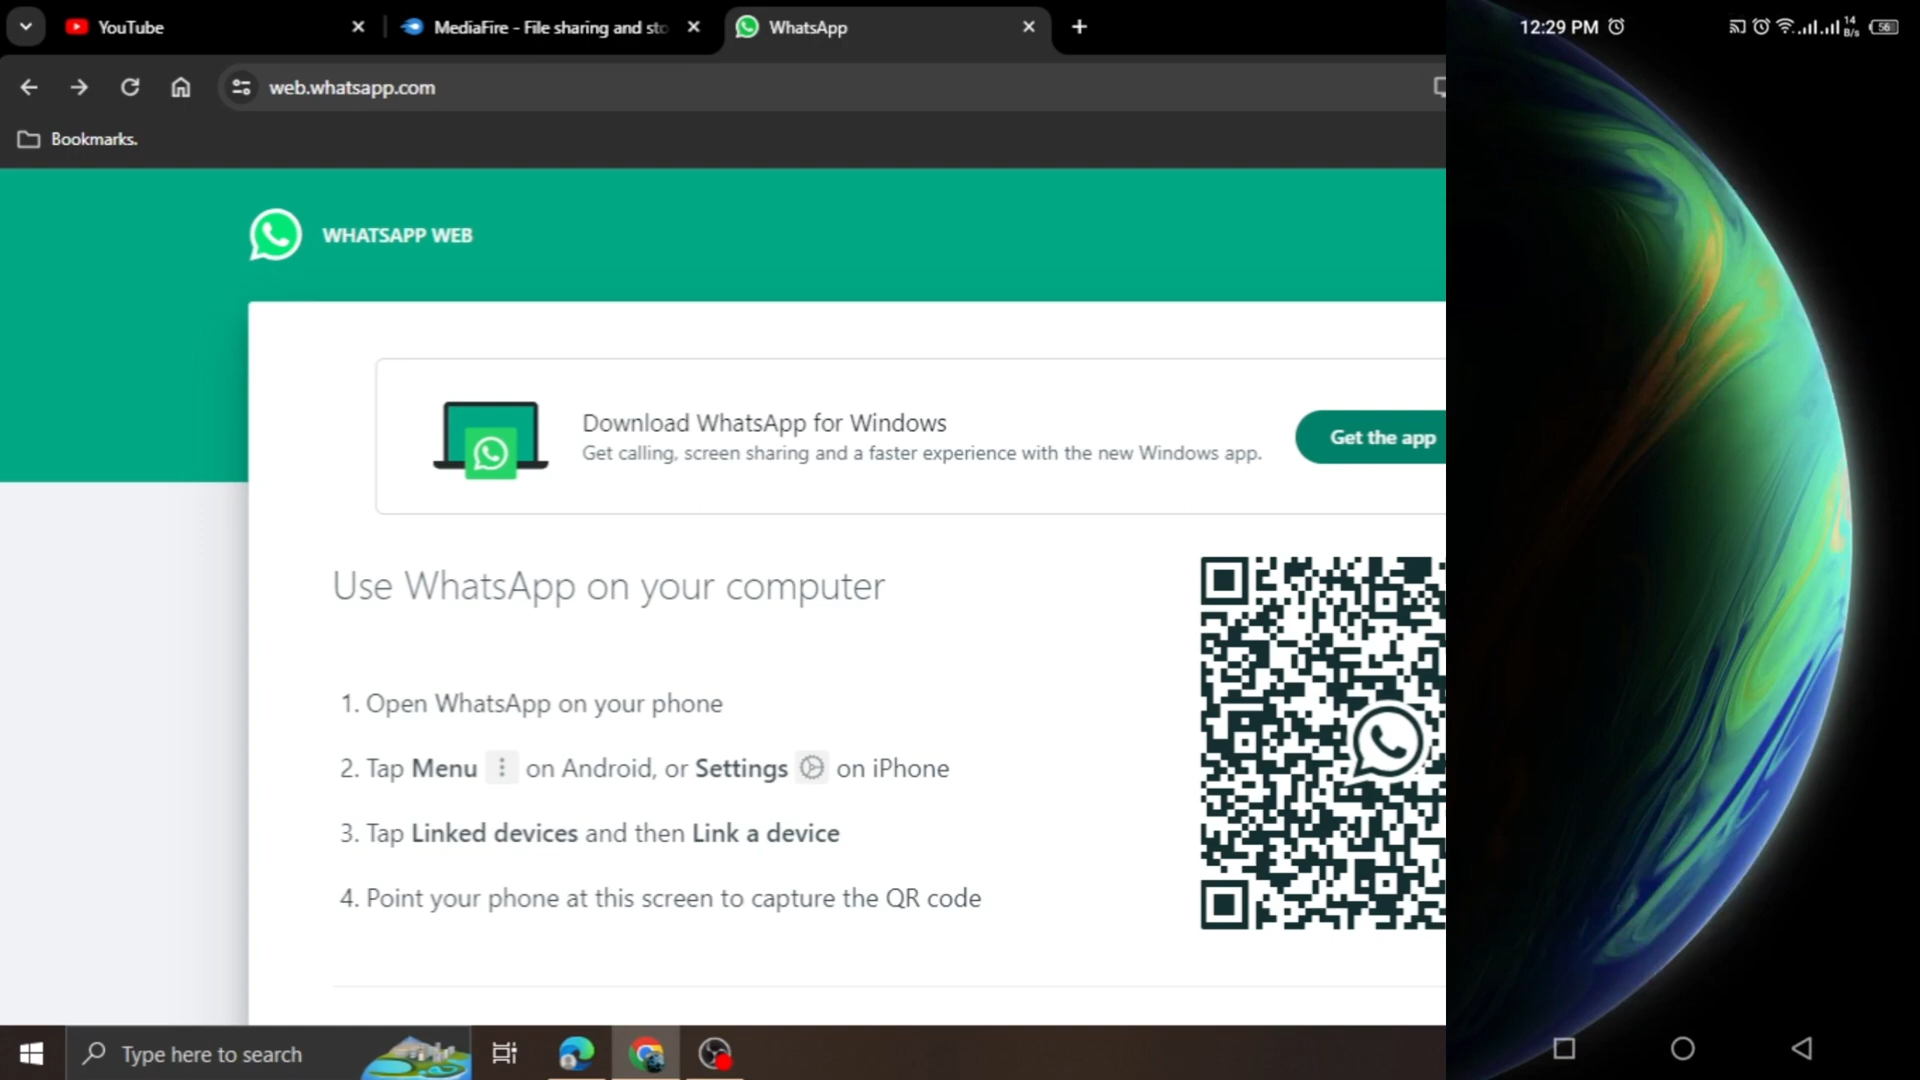 YouTube
MediaFire - File sharing and sto
WhatsApp
12:29 PM
14
B/s
56
web.whatsapp.com
Bookmarks.
WHATSAPP WEB
Download WhatsApp for Windows
Get calling, screen sharing and a faster experience with the new Windows app.
Get the app
Use WhatsApp on your computer
1. Open WhatsApp on your phone
2. Tap Menu on Android, or Settings on iPhone
3. Tap Linked devices and then Link a device
4. Point your phone at this screen to capture the QR code
Type here to search